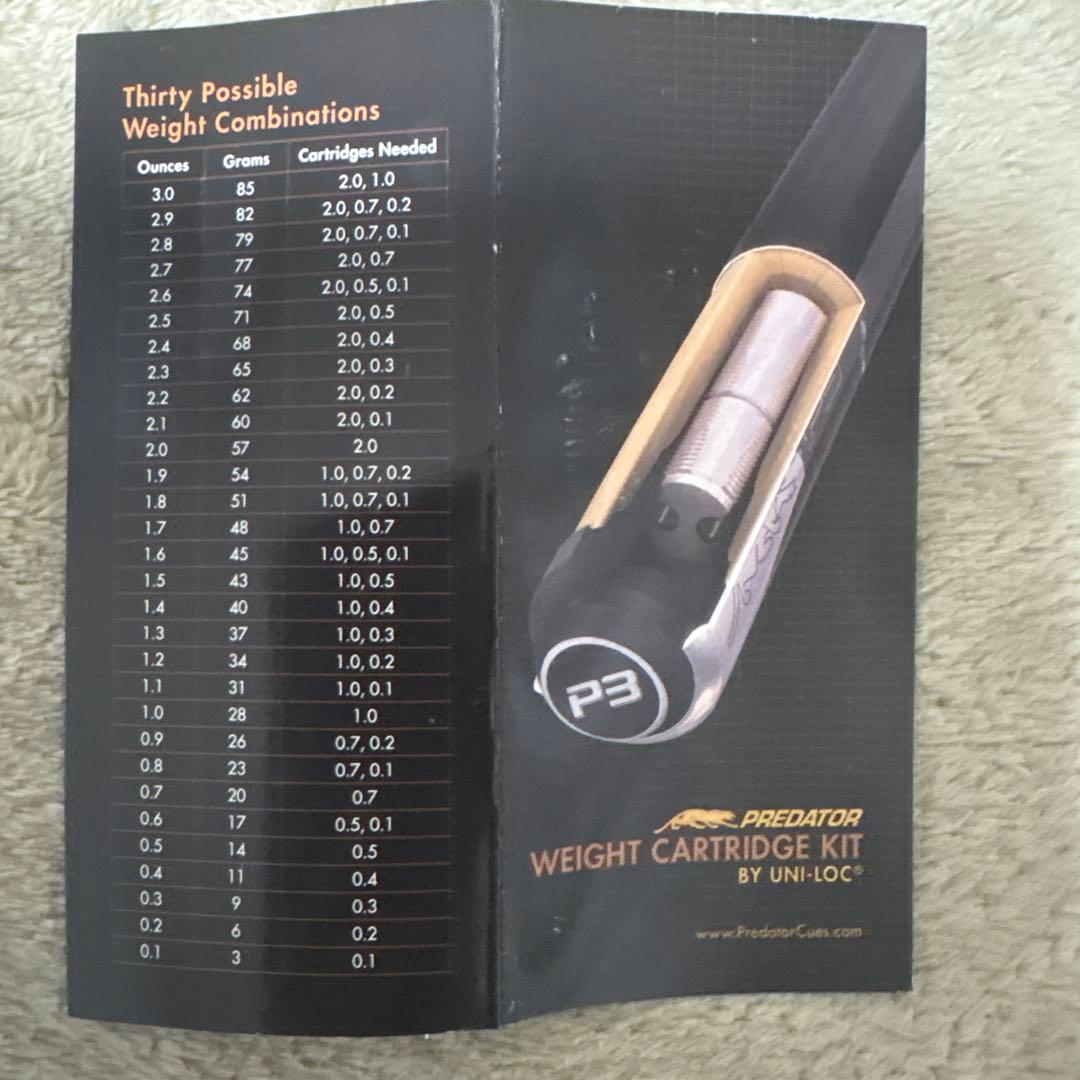 Thirty Possible
Weight Combinations
Ounces Grams Cartridges Needed
3.0 85 2.0, 1.0
2.9 82 2.0, 0.7, 0.2
2.8 79 2.0, 0.7, 0.1
2.7 77 2.0, 0.7
2.6 74 2.0, 0.5, 0.1
2.5 71 2.0, 0.5
2.4 68 2.0, 0.4
2.3 65 2.0, 0.3
2.2 62 2.0, 0.2
2.1 60 2.0, 0.1
2.0 57 2.0
1.9 54 1.0, 0.7, 0.2
1.8 51 1.0, 0.7, 0.1
1.7 48 1.0, 0.7
1.6 45 1.0, 0.5, 0.1
1.5 43 1.0, 0.5
1.4 40 1.0, 0.4
1.3 37 1.0, 0.3
1.2 34 1.0, 0.2
1.1 31 1.0, 0.1
1.0 28 1.0
0.9 26 0.7, 0.2
0.8 23 0.7, 0.1
0.7 20 0.7
0.6 17 0.5, 0.1
0.5 14 0.5
0.4 11 0.4
0.3 9 0.3
0.2 6 0.2
0.1 3 0.1
P3
PREDATOR
WEIGHT CARTRIDGE KIT
BY UNI-LOC®
www.PredatorCues.com